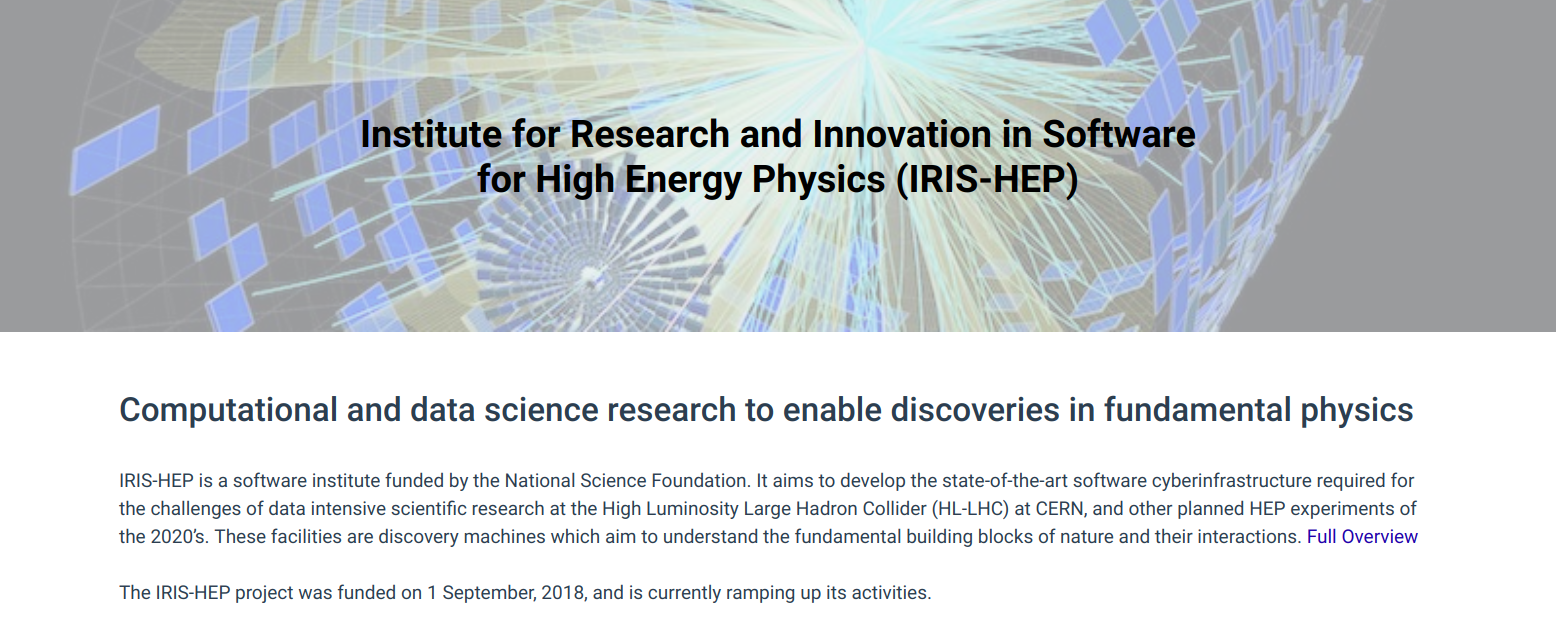 Institute for Research and Innovation in Software
for High Energy Physics (IRIS-HEP)
Computational and data science research to enable discoveries in fundamental physics
IRIS-HEP is a software institute funded by the National Science Foundation. It aims to develop the state-of-the-art software cyberinfrastructure required for
the challenges of data intensive scientific research at the High Luminosity Large Hadron Collider (HL-LHC) at CERN, and other planned HEP experiments of
the 2020’s. These facilities are discovery machines which aim to understand the fundamental building blocks of nature and their interactions. Full Overview
The IRIS-HEP project was funded on 1 September, 2018, and is currently ramping up its activities.